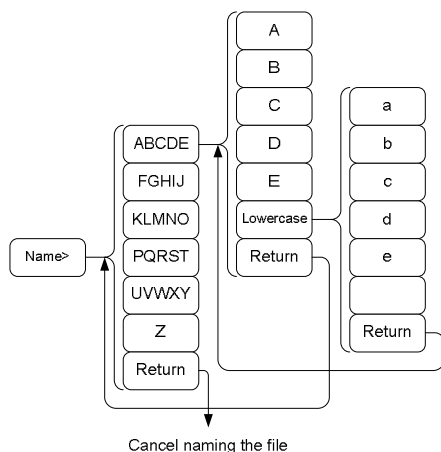 Name>
ABCDE
FGHIJ
KLMNO
PQRST
UVWXY
Z
Return
A
B
C
D
E
Lowercase
Return
a
b
c
d
e
Return
Cancel naming the file